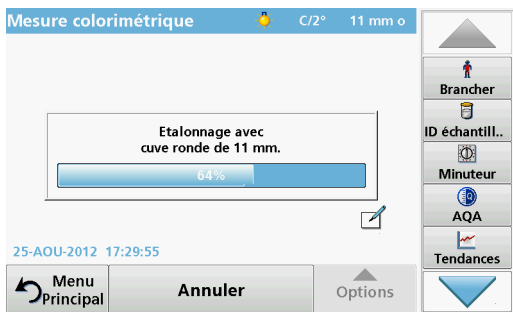 Mesure colorimétrique C/2° 11 mm o
Etalonnage avec
cuve ronde de 11 mm.
64%
25-AOU-2012 17:29:55
Menu
Principal
Annuler
Options
Brancher
ID échantill..
Minuteur
AQA
Tendances